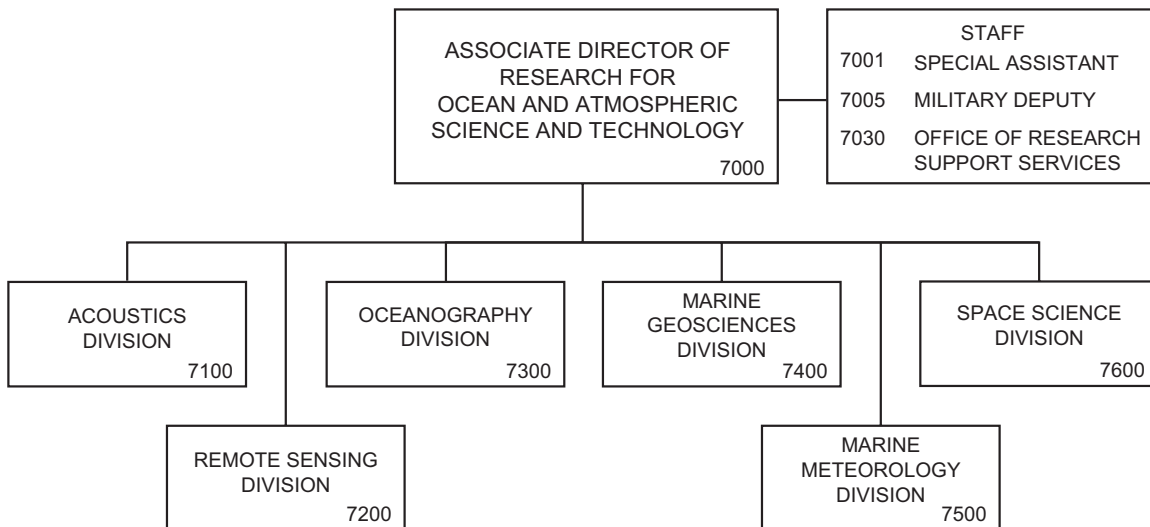 ASSOCIATE DIRECTOR OF
RESEARCH FOR
OCEAN AND ATMOSPHERIC
SCIENCE AND TECHNOLOGY
7000
STAFF
7001 SPECIAL ASSISTANT
7005 MILITARY DEPUTY
7030 OFFICE OF RESEARCH
SUPPORT SERVICES
ACOUSTICS
DIVISION
7100
OCEANOGRAPHY
DIVISION
7300
MARINE
GEOSCIENCES
DIVISION
7400
SPACE SCIENCE
DIVISION
7600
REMOTE SENSING
DIVISION
7200
MARINE
METEOROLOGY
DIVISION
7500